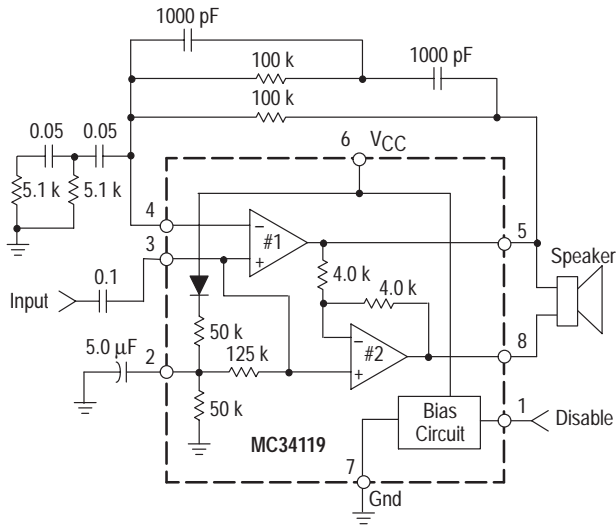 1000 pF
1000 pF
100 k
100 k
0.05
0.05
6
VCC
5.1 k
5.1 k
4
#1
5
Speaker
3
4.0 k
4.0 k
Input
0.1
50 k
#2
8
5.0 µF
2
125 k
50 k
Bias
Circuit
1
Disable
MC34119
7
Gnd
−
+
−
+